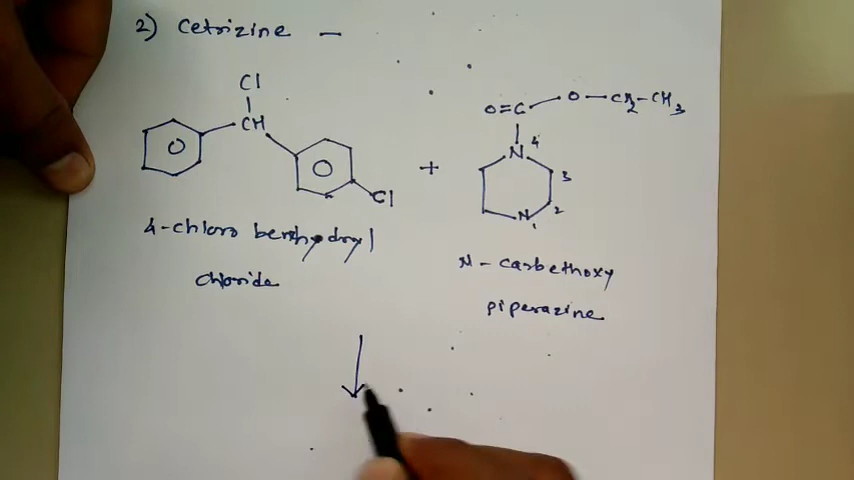 2) Cetrizine -
Cl
CH
Cl
4-chloro benzhydryl
chloride
+
O=C-O-CH2-CH3
N 4
3
2
N 1
N-carbethoxy
piperazine